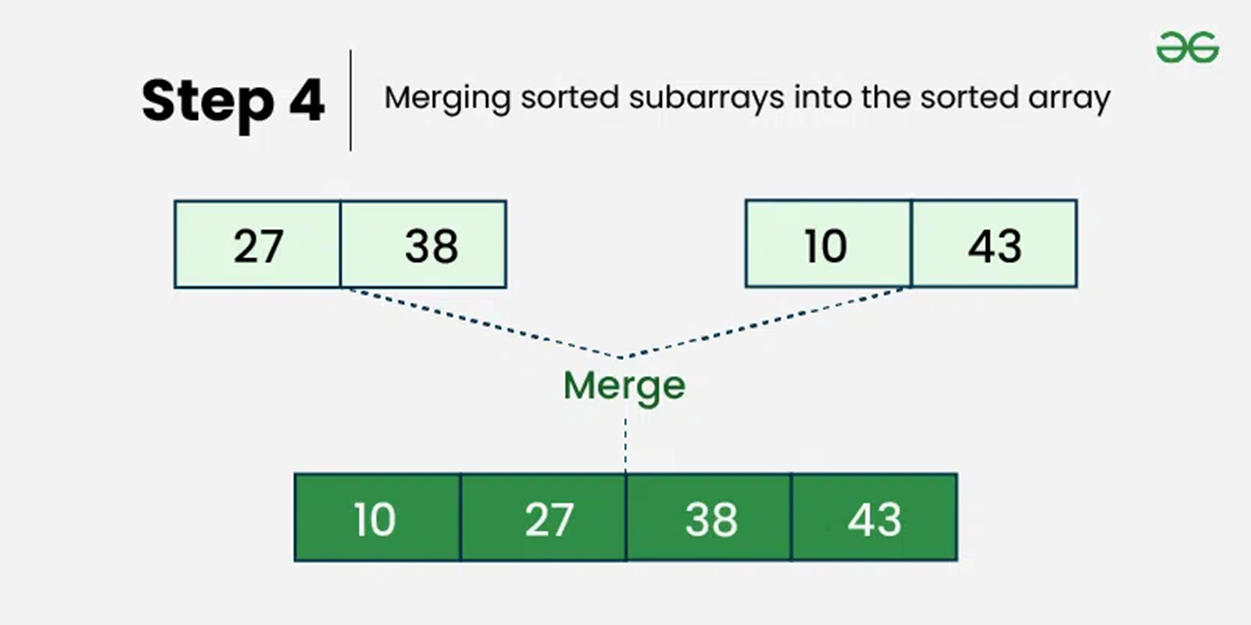 Step 4
Merging sorted subarrays into the sorted array
27 38
10 43
Merge
10 27 38 43